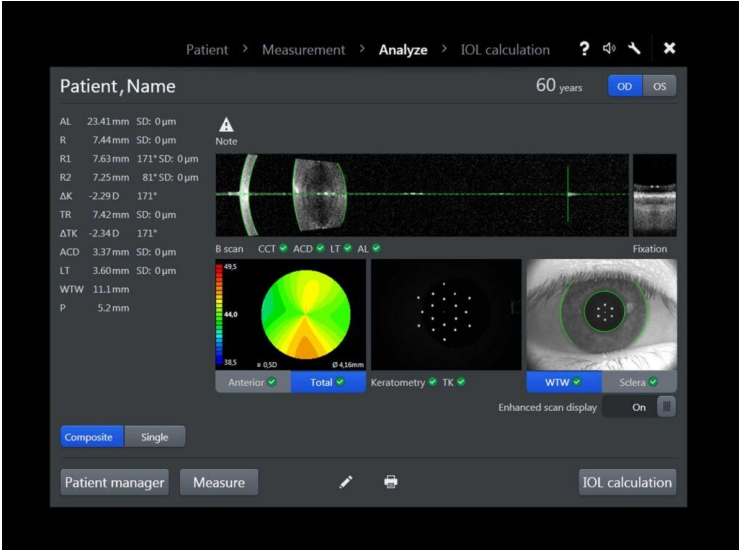 Patient > Measurement > Analyze > IOL calculation ?
Patient, Name 60 years OD OS
AL 23.41 mm SD: 0 µm
R 7.44 mm SD: 0 µm
R1 7.63 mm 171° SD: 0 µm
R2 7.25 mm 81° SD: 0 µm
ΔK -2.29 D 171°
TR 7.42 mm SD: 0 µm
ΔTK -2.34 D 171°
ACD 3.37 mm SD: 0 µm
LT 3.60 mm SD: 0 µm
WTW 11.1 mm
P 5.2 mm
Note
B scan CCT ACD LT AL Fixation
49,5
44,0
38,5 ¤ 0,5D Ø 4,16mm
Anterior Total Keratometry TK WTW Sclera
Enhanced scan display On
Composite Single
Patient manager Measure IOL calculation